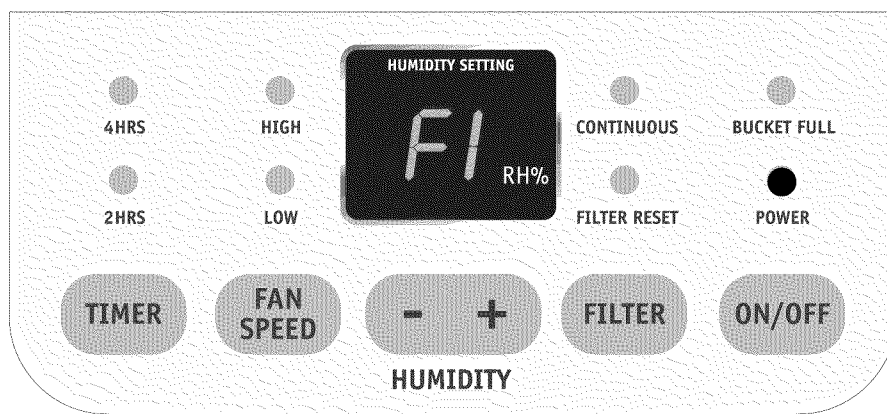 HUMIDITY SETTING
F1
RH%
4HRS
HIGH
CONTINUOUS
BUCKET FULL
2HRS
LOW
FILTER RESET
POWER
TIMER
FAN
SPEED
- +
FILTER
ON/OFF
HUMIDITY